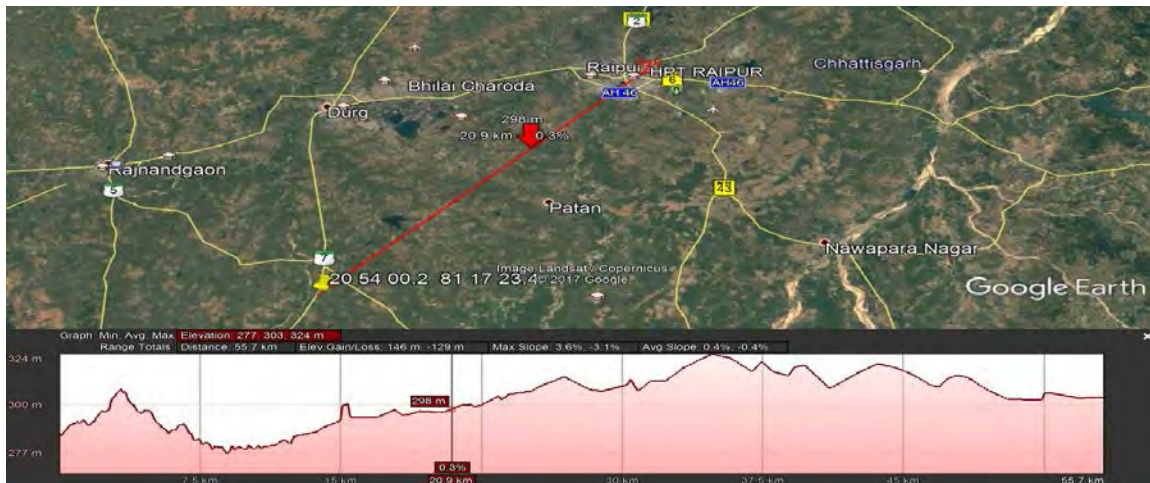 2
Raipur
HPT RAIPUR
6
Chhattisgarh
AH46
AH 46
Bhilai Charoda
Durg
298 m
20.9 km 0.3%
Rajnandgaon
5
43
Patan
Nawapara Nagar
7
20 54 00.2 81 17 23.4
Image Landsat / Copernicus
© 2017 Google
Google Earth
Graph: Min, Avg, Max Elevation: 277, 303, 324 m
Range Totals: Distance: 55.7 km Elev Gain/Loss: 146 m, -129 m Max Slope: 3.6%, -3.1% Avg Slope: 0.4%, -0.4%
324 m
300 m
298 m
277 m
0.3%
7.5 km 15 km 20.9 km 30 km 37.5 km 45 km 55.7 km